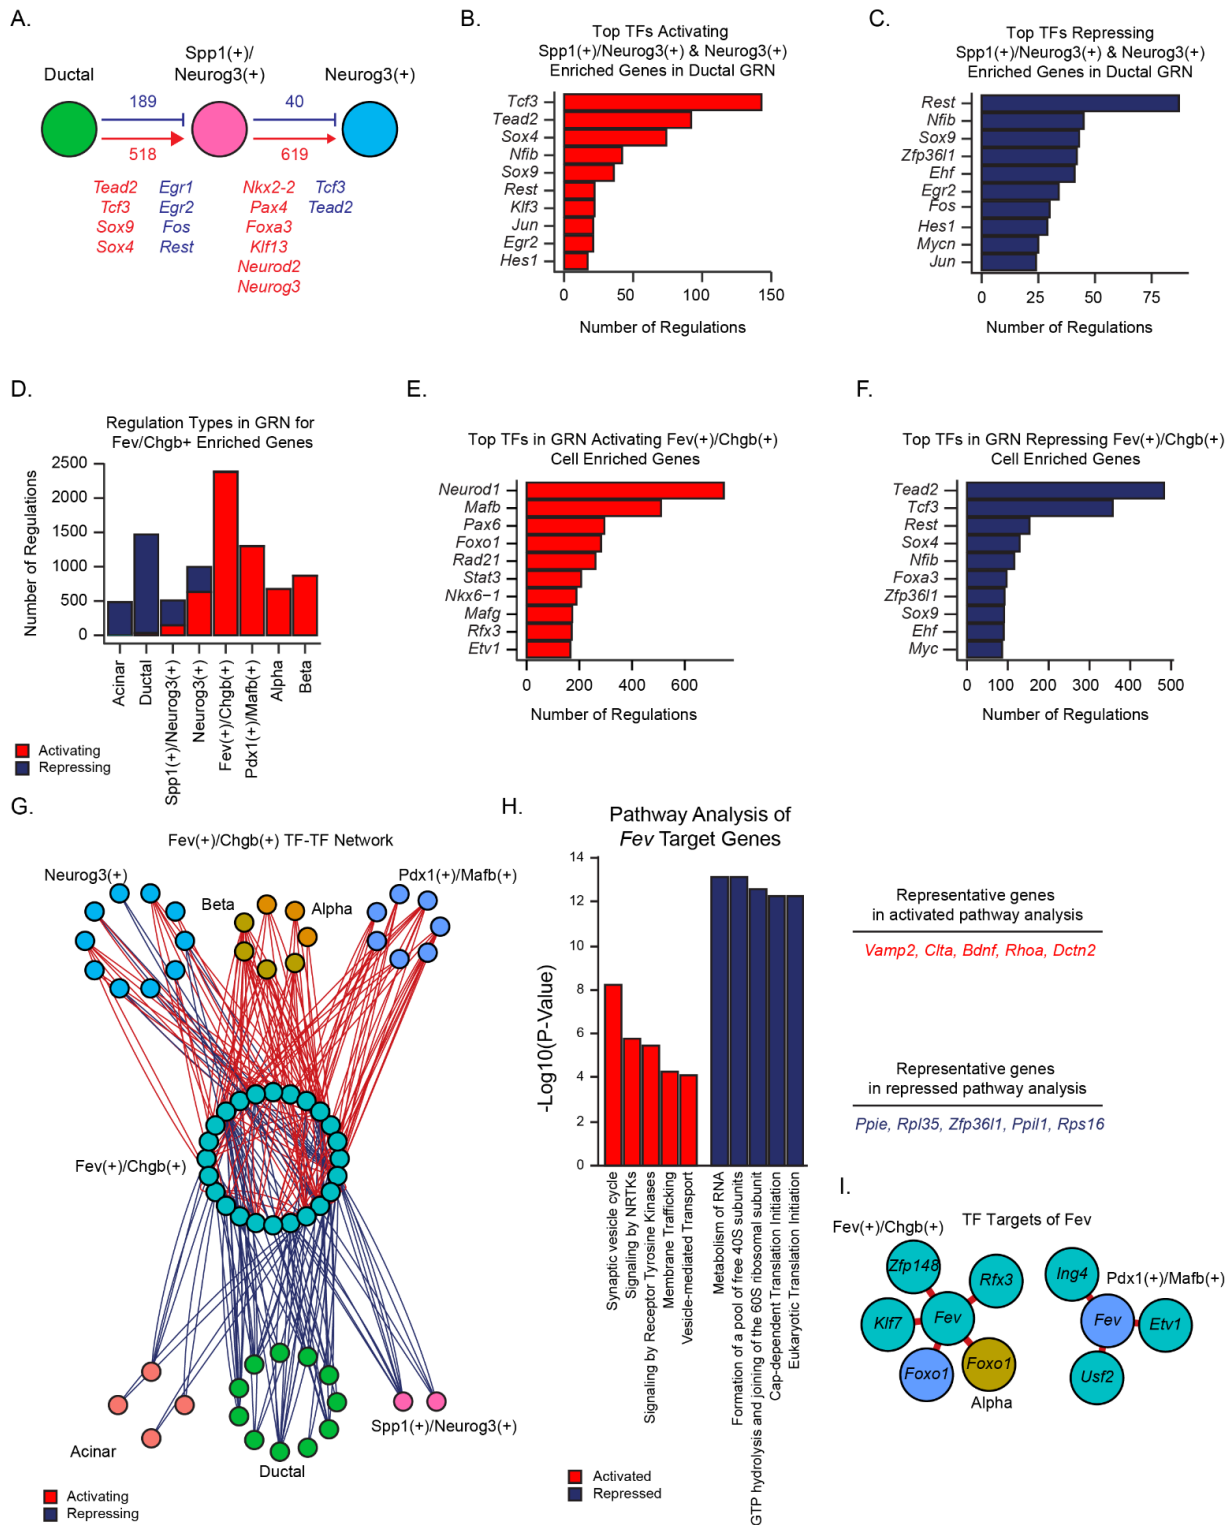 A.
Ductal
Spp1(+)/
Neurog3(+)
Neurog3(+)
189
40
518
619
Tead2
Tcf3
Sox9
Sox4
Egr1
Egr2
Fos
Rest
Nkx2-2
Pax4
Foxa3
Klf13
Neurod2
Neurog3
Tcf3
Tead2
B.
Top TFs Activating
Spp1(+)/Neurog3(+) & Neurog3(+)
Enriched Genes in Ductal GRN
Tcf3
Tead2
Sox4
Nfib
Sox9
Rest
Klf3
Jun
Egr2
Hes1
0 50 100 150
Number of Regulations
C.
Top TFs Repressing
Spp1(+)/Neurog3(+) & Neurog3(+)
Enriched Genes in Ductal GRN
Rest
Nfib
Sox9
Zfp36l1
Ehf
Egr2
Fos
Hes1
Mycn
Jun
0 25 50 75
Number of Regulations
D.
Regulation Types in GRN for
Fev/Chgb+ Enriched Genes
Number of Regulations
2500
2000
1500
1000
500
0
Acinar
Ductal
Spp1(+)/Neurog3(+)
Neurog3(+)
Fev(+)/Chgb(+)
Pdx1(+)/Mafb(+)
Alpha
Beta
Activating
Repressing
E.
Top TFs in GRN Activating Fev(+)/Chgb(+)
Cell Enriched Genes
Neurod1
Mafb
Pax6
Foxo1
Rad21
Stat3
Nkx6−1
Mafg
Rfx3
Etv1
0 200 400 600
Number of Regulations
F.
Top TFs in GRN Repressing Fev(+)/Chgb(+)
Cell Enriched Genes
Tead2
Tcf3
Rest
Sox4
Nfib
Foxa3
Zfp36l1
Sox9
Ehf
Myc
0 100 200 300 400 500
Number of Regulations
G.
Fev(+)/Chgb(+) TF-TF Network
Neurog3(+)
Beta
Alpha
Pdx1(+)/Mafb(+)
Fev(+)/Chgb(+)
Acinar
Ductal
Spp1(+)/Neurog3(+)
Activating
Repressing
H.
Pathway Analysis of
Fev Target Genes
-Log10(P-Value)
14
12
10
8
6
4
2
0
Synaptic vesicle cycle
Signaling by NRTKs
Signaling by Receptor Tyrosine Kinases
Membrane Trafficking
Vesicle-mediated Transport
Metabolism of RNA
Formation of a pool of free 40S subunits
GTP hydrolysis and joining of the 60S ribosomal subunit
Cap-dependent Translation Initiation
Eukaryotic Translation Initiation
Activated
Repressed
Representative genes
in activated pathway analysis
Vamp2, Clta, Bdnf, Rhoa, Dctn2
Representative genes
in repressed pathway analysis
Ppie, Rpl35, Zfp36l1, Ppil1, Rps16
I.
TF Targets of Fev
Fev(+)/Chgb(+)
Zfp148
Rfx3
Klf7
Fev
Foxo1
Foxo1
Alpha
Pdx1(+)/Mafb(+)
Ing4
Fev
Etv1
Usf2